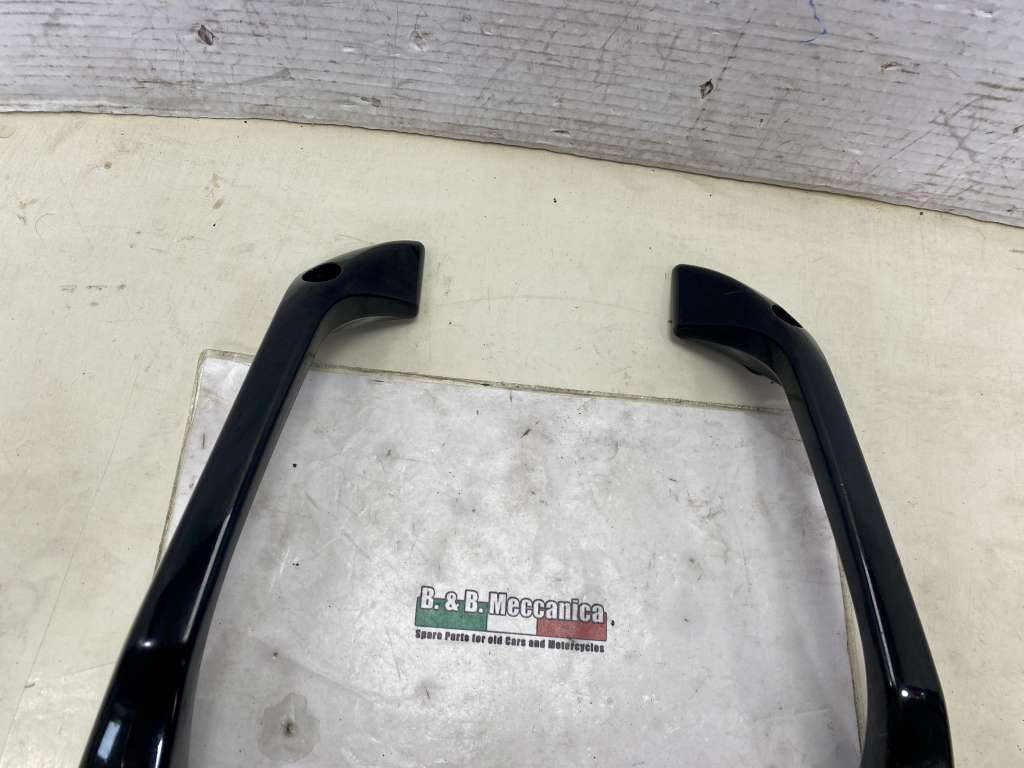 B. & B. Meccanica
Spare Parts for old Cars and Motorcycles